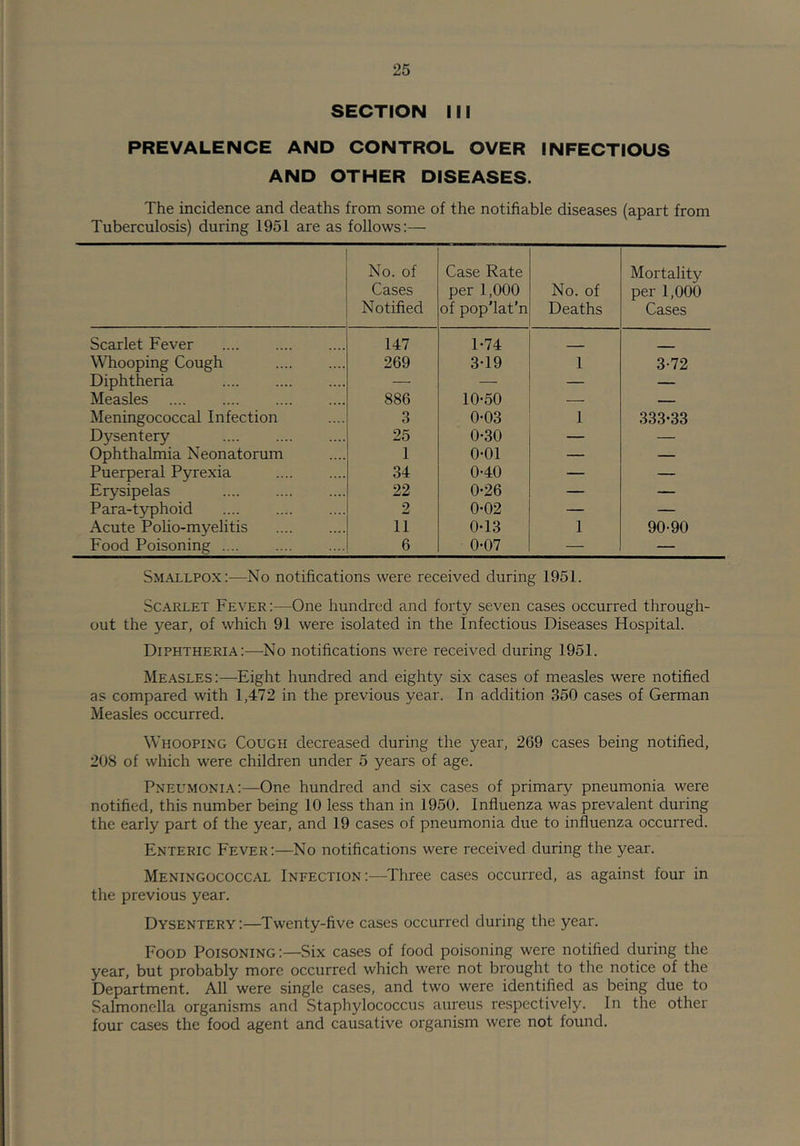 25
SECTION III
PREVALENCE AND CONTROL OVER INFECTIOUS
AND OTHER DISEASES.
The incidence and deaths from some of the notifiable diseases (apart from
Tuberculosis) during 1951 are as follows:—
No. of Cases Notified | Case Rate per 1,000 of pop'lat'n | No. of Deaths | Mortality per 1,000 Cases
Scarlet Fever .... .... .... 147 1·74 — —
Whooping Cough .... .... 269 3·19 1 3·72
Diphtheria .... .... .... — — — —
Measles .... .... .... .... 886 10·50 — —
Meningococcal Infection .... 3 0·03 1 333·33
Dysentery .... .... .... 25 0·30 — —
Ophthalmia Neonatorum .... 1 0·01 — —
Puerperal Pyrexia .... .... 34 0·40 — —
Erysipelas .... .... .... 22 0·26 — —
Para-typhoid .... .... .... 2 0·02 — —
Acute Polio-myelitis .... .... 11 0·13 1 90·90
Food Poisoning .... .... .... 6 0·07 — —
Smallpox:—No notifications were received during 1951.
Scarlet Fever:—One hundred and forty seven cases occurred through-
out the year, of which 91 were isolated in the Infectious Diseases Hospital.
Diphtheria:—No notifications were received during 1951.
Measles:—Eight hundred and eighty six cases of measles were notified
as compared with 1,472 in the previous year. In addition 350 cases of German
Measles occurred.
Whooping Cough decreased during the year, 269 cases being notified,
208 of which were children under 5 years of age.
Pneumonia:—One hundred and six cases of primary pneumonia were
notified, this number being 10 less than in 1950. Influenza was prevalent during
the early part of the year, and 19 cases of pneumonia due to influenza occurred.
Enteric Fever:—No notifications were received during the year.
Meningococcal Infection:—Three cases occurred, as against four in
the previous year.
Dysentery:—Twenty-five cases occurred during the year.
Food Poisoning:—Six cases of food poisoning were notified during the
year, but probably more occurred which were not brought to the notice of the
Department. All were single cases, and two were identified as being due to
Salmonella organisms and Staphylococcus aureus respectively. In the other
four cases the food agent and causative organism were not found.